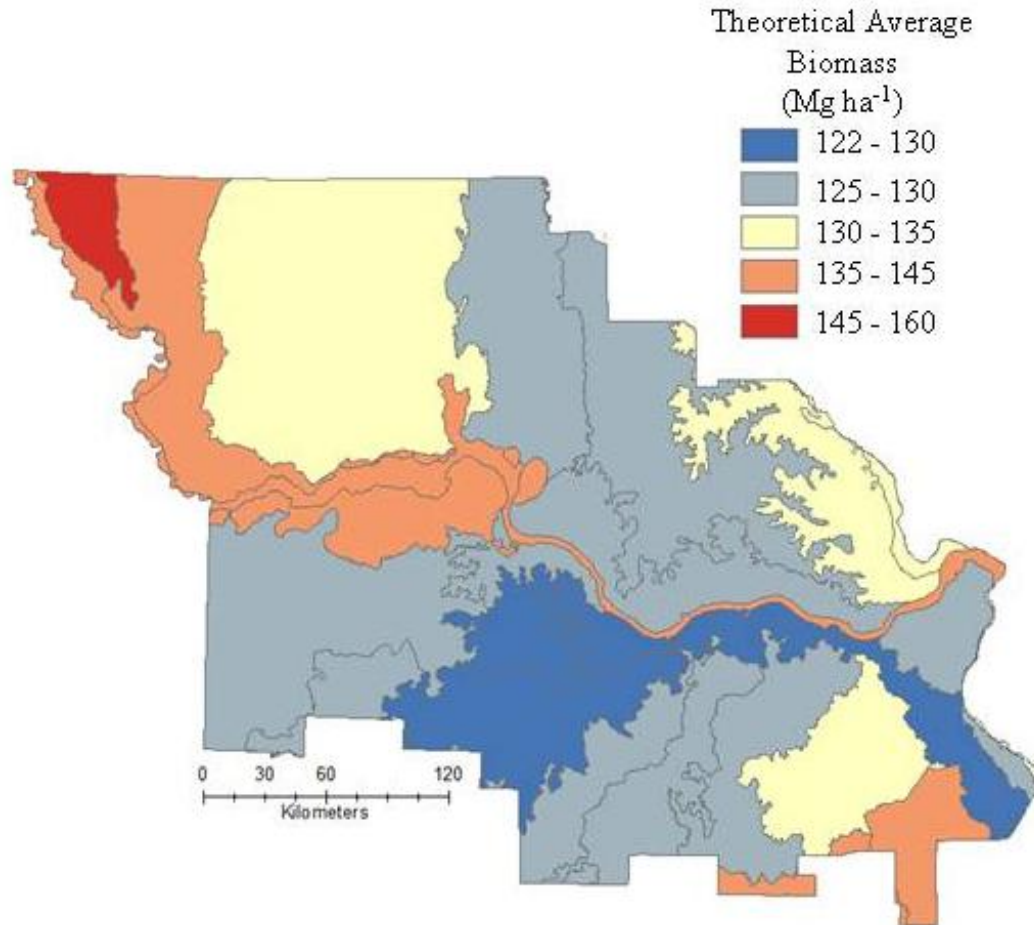 Theoretical Average
Biomass
(Mg ha-1)
122 - 130
125 - 130
130 - 135
135 - 145
145 - 160
0 30 60 120
Kilometers